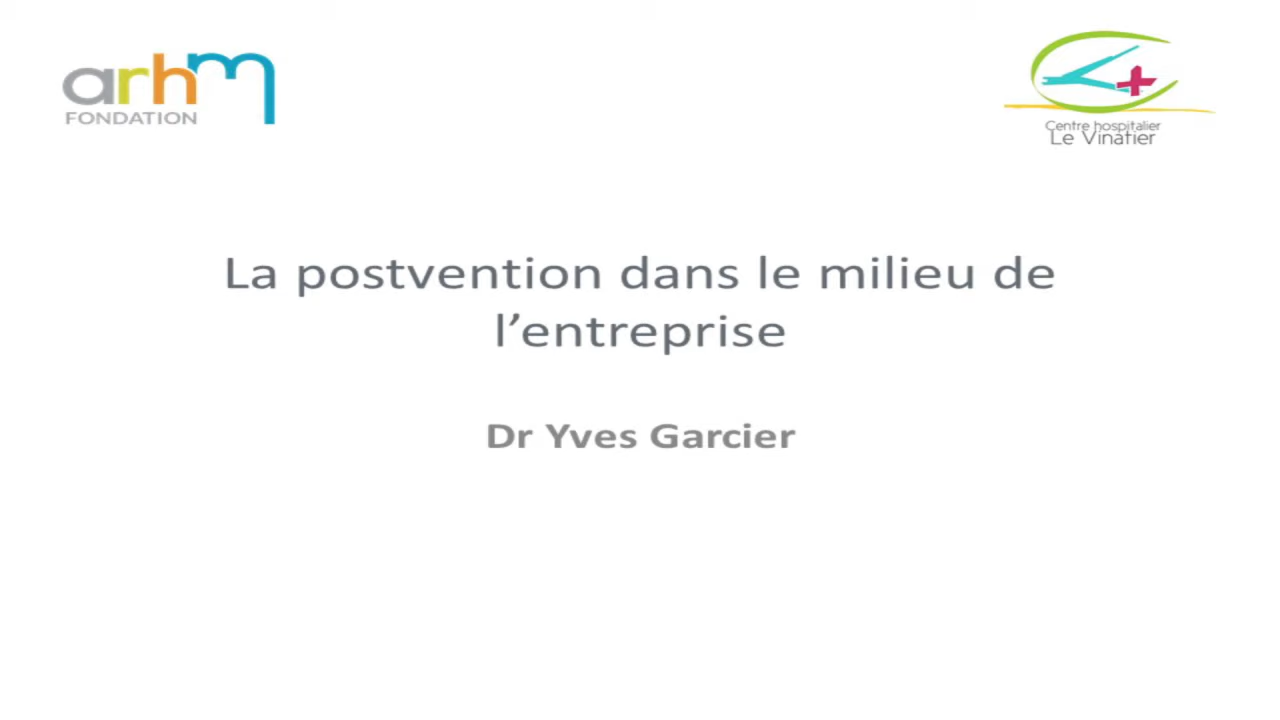 arhm
FONDATION
Centre hospitalier
Le Vinatier
La postvention dans le milieu de
l’entreprise
Dr Yves Garcier